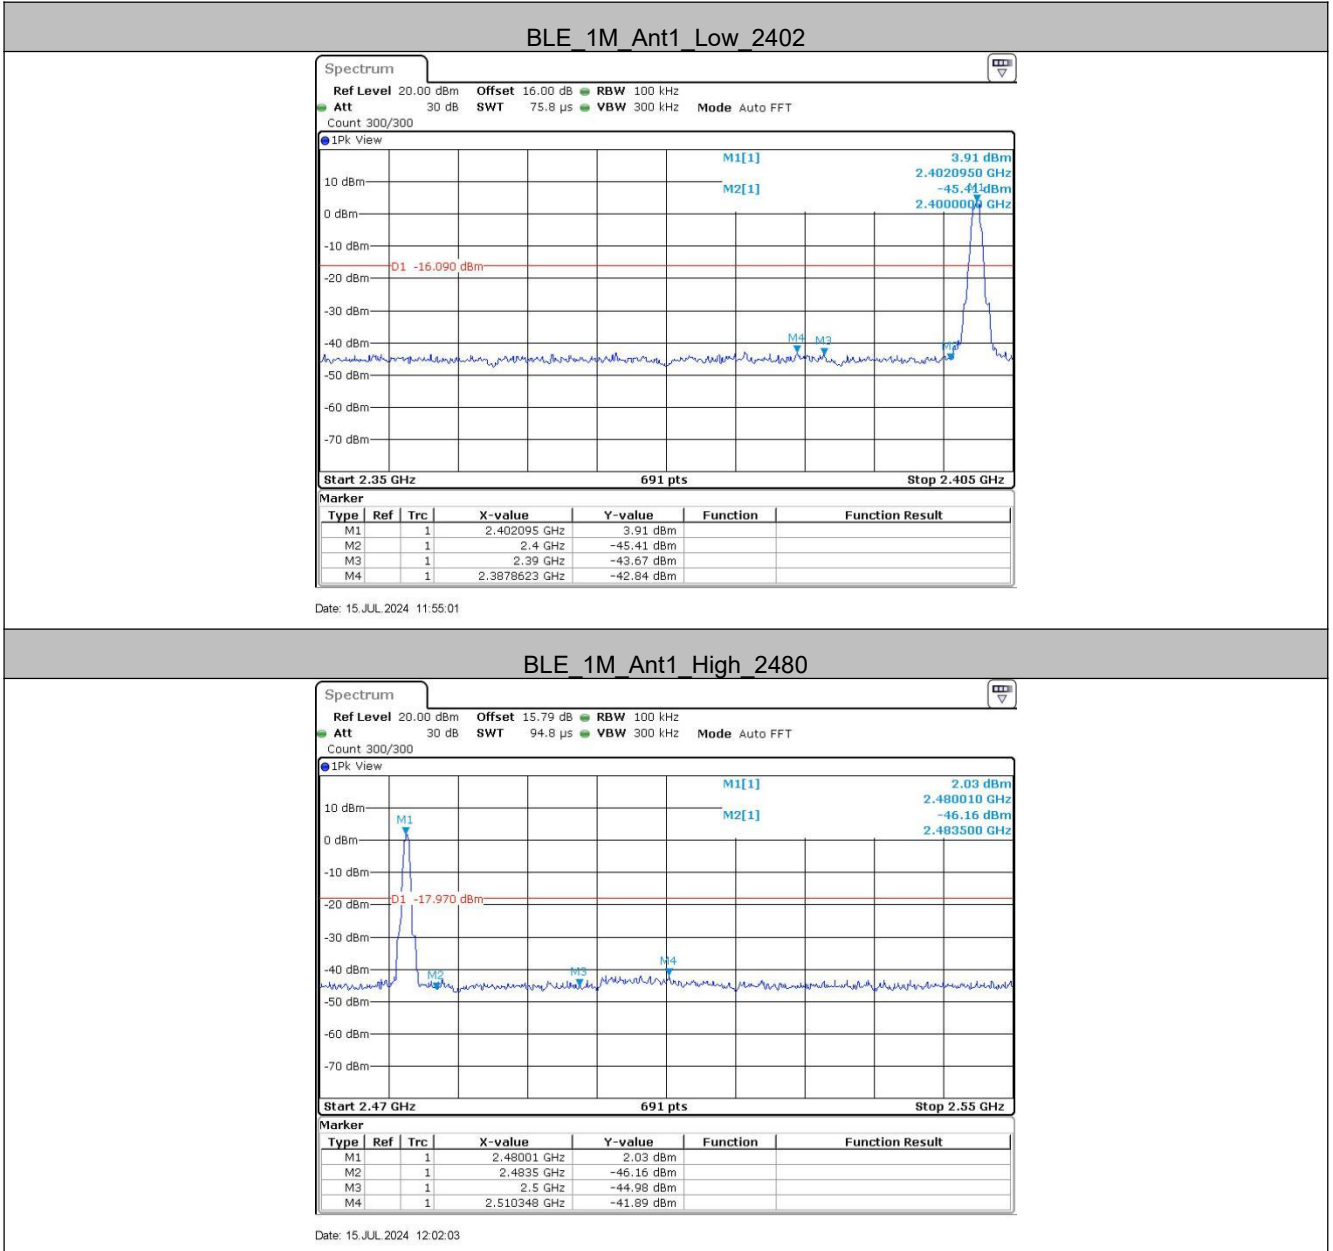 BLE_1M_Ant1_Low_2402
Spectrum
Ref Level 20.00 dBm Offset 16.00 dB RBW 100 kHz
Att 30 dB SWT 75.8 µs VBW 300 kHz Mode Auto FFT
Count 300/300
1Pk View
M1[1] 3.91 dBm
2.4020950 GHz
10 dBm
M2[1] -45.41 dBm
M1
2.4000000 GHz
0 dBm
-10 dBm
D1 -16.090 dBm
-20 dBm
-30 dBm
M4 M3
-40 dBm
M2
-50 dBm
-60 dBm
-70 dBm
Start 2.35 GHz 691 pts Stop 2.405 GHz
Marker
Type Ref Trc X-value Y-value Function Function Result
M1 1 2.402095 GHz 3.91 dBm
M2 1 2.4 GHz -45.41 dBm
M3 1 2.39 GHz -43.67 dBm
M4 1 2.3878623 GHz -42.84 dBm
Date: 15.JUL.2024 11:55:01
BLE_1M_Ant1_High_2480
Spectrum
Ref Level 20.00 dBm Offset 15.79 dB RBW 100 kHz
Att 30 dB SWT 94.8 µs VBW 300 kHz Mode Auto FFT
Count 300/300
1Pk View
M1[1] 2.03 dBm
2.480010 GHz
10 dBm
M2[1] -46.16 dBm
M1
2.483500 GHz
0 dBm
-10 dBm
D1 -17.970 dBm
-20 dBm
-30 dBm
M4
-40 dBm
M2 M3
-50 dBm
-60 dBm
-70 dBm
Start 2.47 GHz 691 pts Stop 2.55 GHz
Marker
Type Ref Trc X-value Y-value Function Function Result
M1 1 2.48001 GHz 2.03 dBm
M2 1 2.4835 GHz -46.16 dBm
M3 1 2.5 GHz -44.98 dBm
M4 1 2.510348 GHz -41.89 dBm
Date: 15.JUL.2024 12:02:03